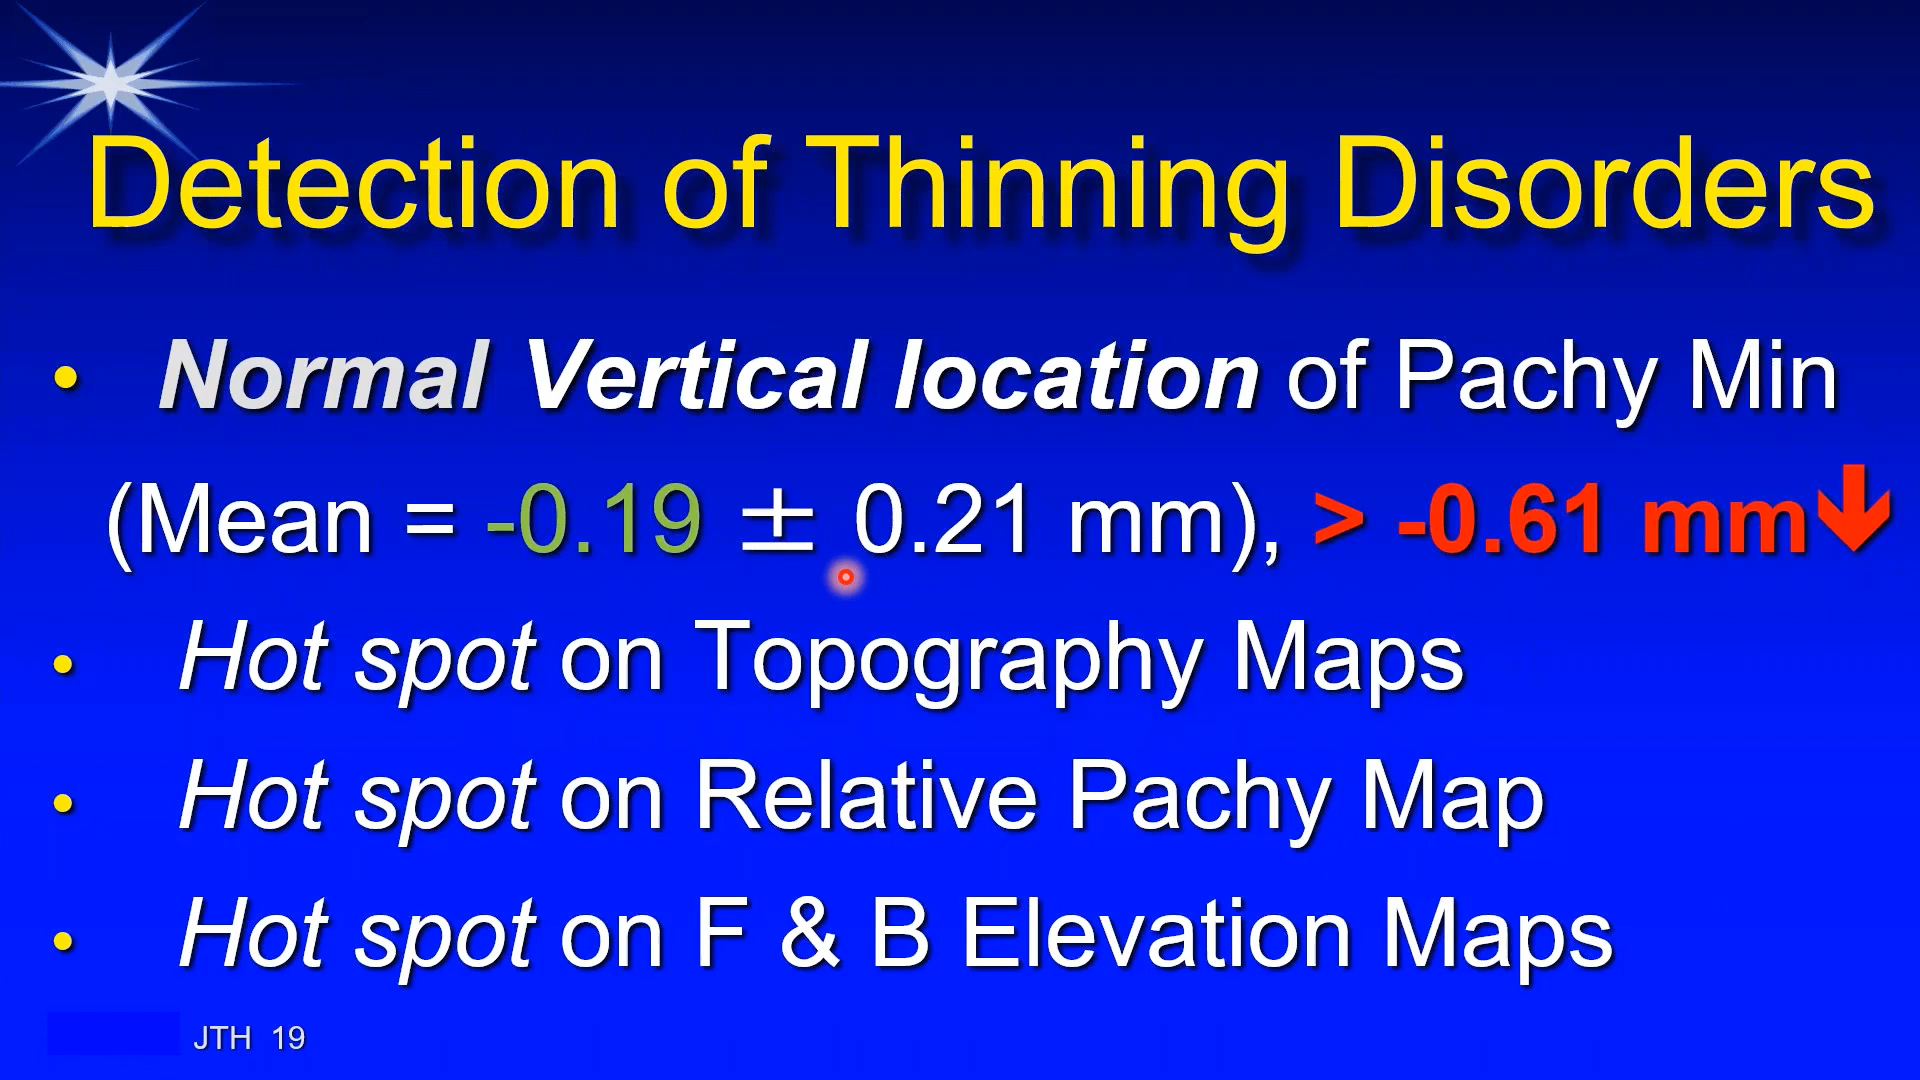 Detection of Thinning Disorders
• Normal Vertical location of Pachy Min
(Mean = -0.19 ± 0.21 mm), > -0.61 mm↓
• Hot spot on Topography Maps
• Hot spot on Relative Pachy Map
• Hot spot on F & B Elevation Maps
JTH 19